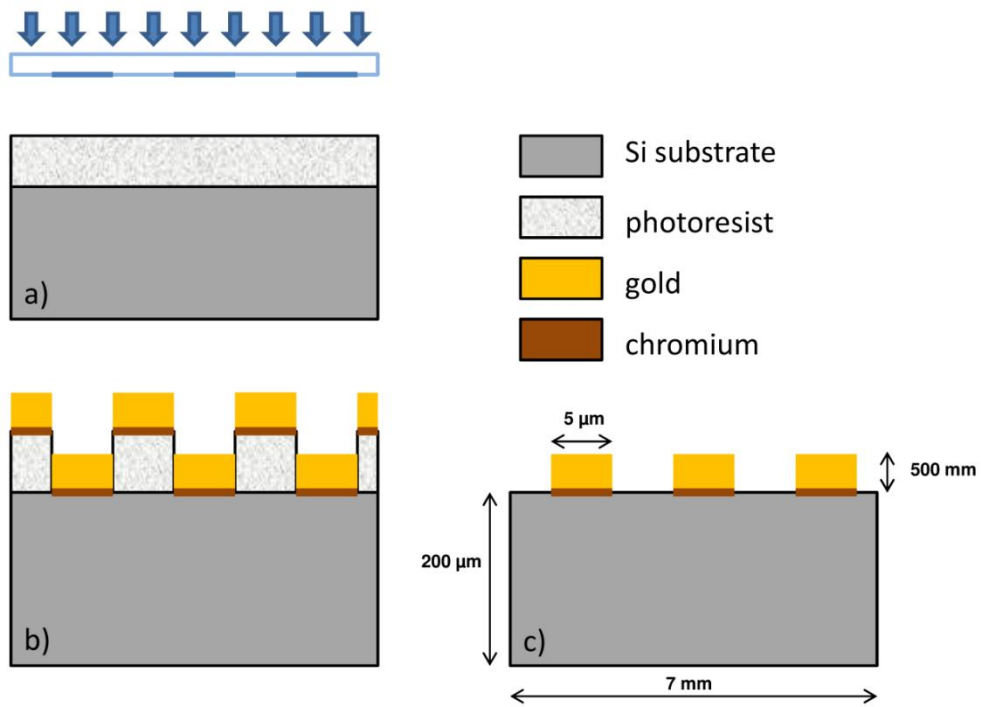 Si substrate
photoresist
gold
chromium
a)
b)
5 µm
500 mm
200 µm
c)
7 mm